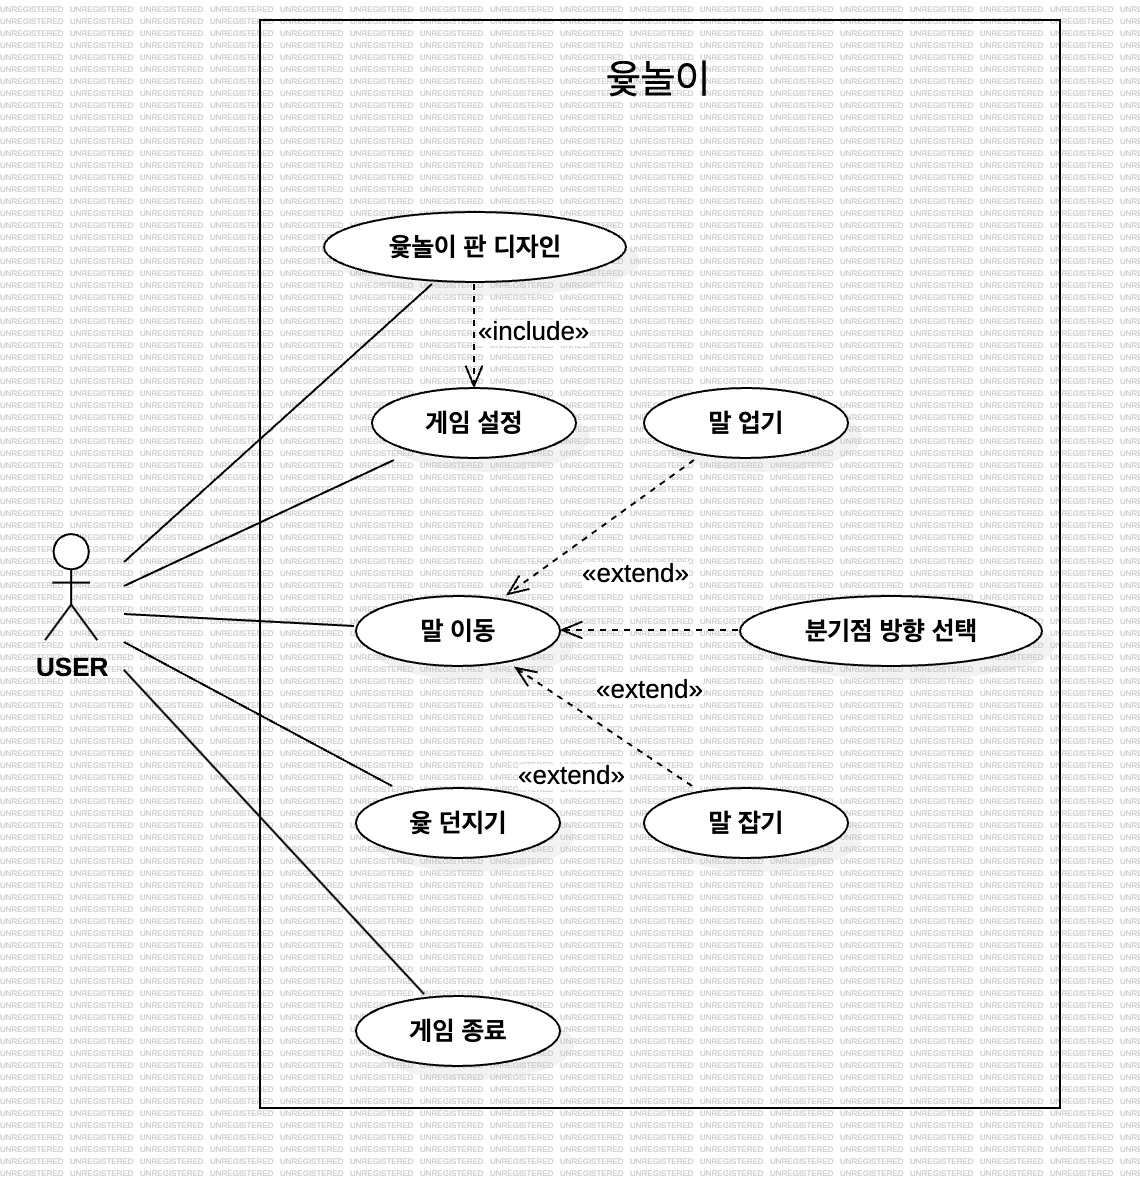 윷놀이
윷놀이 판 디자인
«include»
게임 설정
말 업기
«extend»
말 이동
분기점 방향 선택
USER
«extend»
«extend»
윷 던지기
말 잡기
게임 종료
UNREGISTERED